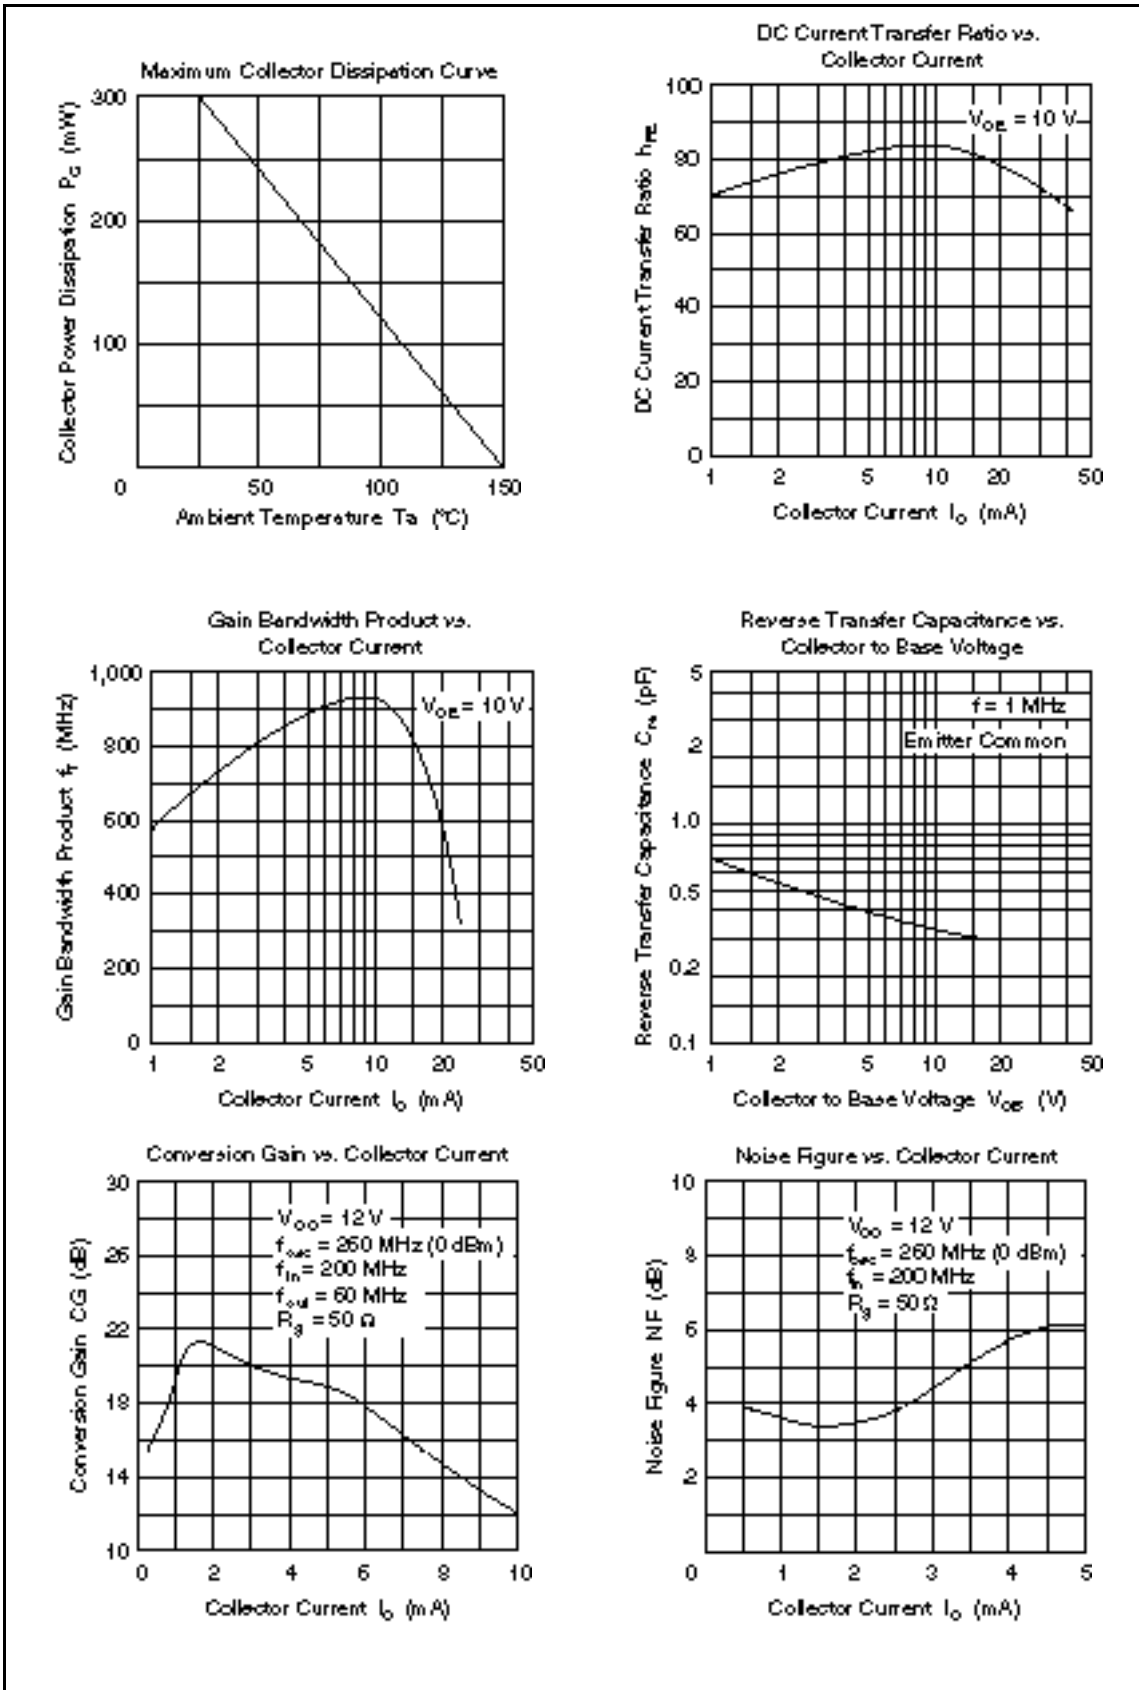 Maximum Collector Dissipation Curve
300
200
100
0
50
100
150
Collector Power Dissipation P_C (mW)
Ambient Temperature Ta (°C)
DC Current Transfer Ratio vs.
Collector Current
100
80
60
40
20
0
V_CE = 10 V
1
2
5
10
20
50
DC Current Transfer Ratio h_FE
Collector Current I_C (mA)
Gain Bandwidth Product vs.
Collector Current
1,000
800
600
400
200
0
V_CE = 10 V
1
2
5
10
20
50
Gain Bandwidth Product f_T (MHz)
Collector Current I_C (mA)
Reverse Transfer Capacitance vs.
Collector to Base Voltage
5
2
1.0
0.5
0.2
0.1
f = 1 MHz
Emitter Common
1
2
5
10
20
50
Reverse Transfer Capacitance C_re (pF)
Collector to Base Voltage V_CB (V)
Conversion Gain vs. Collector Current
30
26
22
18
14
10
V_CC = 12 V
f_osc = 260 MHz (0 dBm)
f_in = 200 MHz
f_out = 60 MHz
R_g = 50 Ω
0
2
4
6
8
10
Conversion Gain CG (dB)
Collector Current I_C (mA)
Noise Figure vs. Collector Current
10
8
6
4
2
0
V_CC = 12 V
f_osc = 260 MHz (0 dBm)
f_in = 200 MHz
R_g = 50 Ω
1
2
3
4
5
Noise Figure NF (dB)
Collector Current I_C (mA)